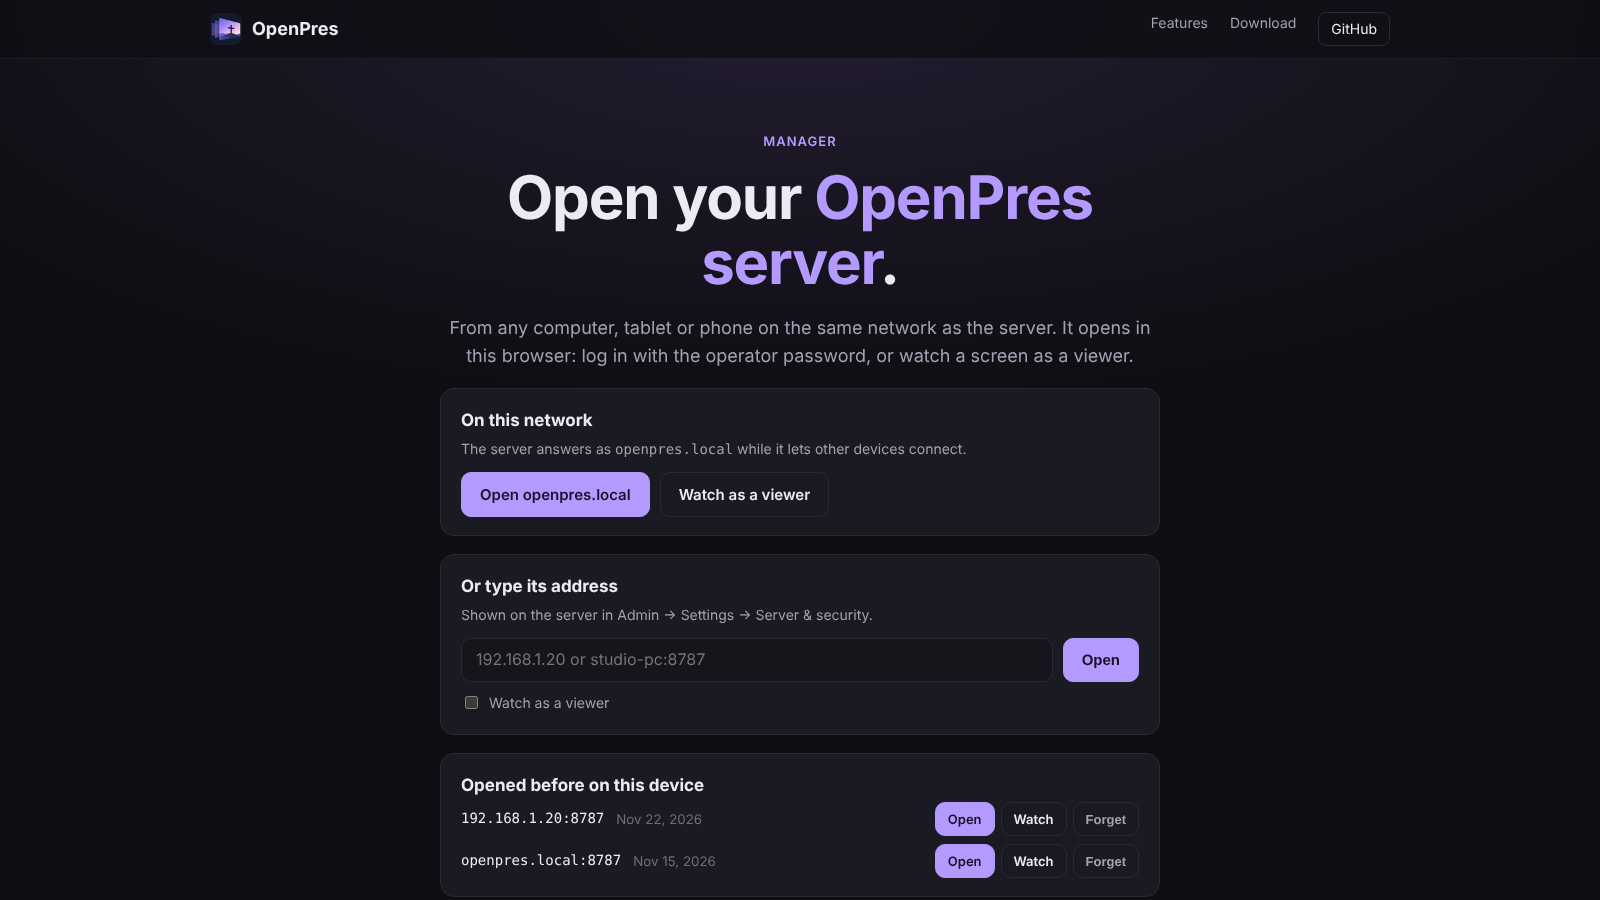 OpenPres
Features
Download
GitHub
MANAGER
Open your OpenPres
server.
From any computer, tablet or phone on the same network as the server. It opens in
this browser: log in with the operator password, or watch a screen as a viewer.
On this network
The server answers as openpres.local while it lets other devices connect.
Open openpres.local
Watch as a viewer
Or type its address
Shown on the server in Admin → Settings → Server & security.
192.168.1.20 or studio-pc:8787
Open
Watch as a viewer
Opened before on this device
192.168.1.20:8787 Nov 22, 2026 Open Watch Forget
openpres.local:8787 Nov 15, 2026 Open Watch Forget